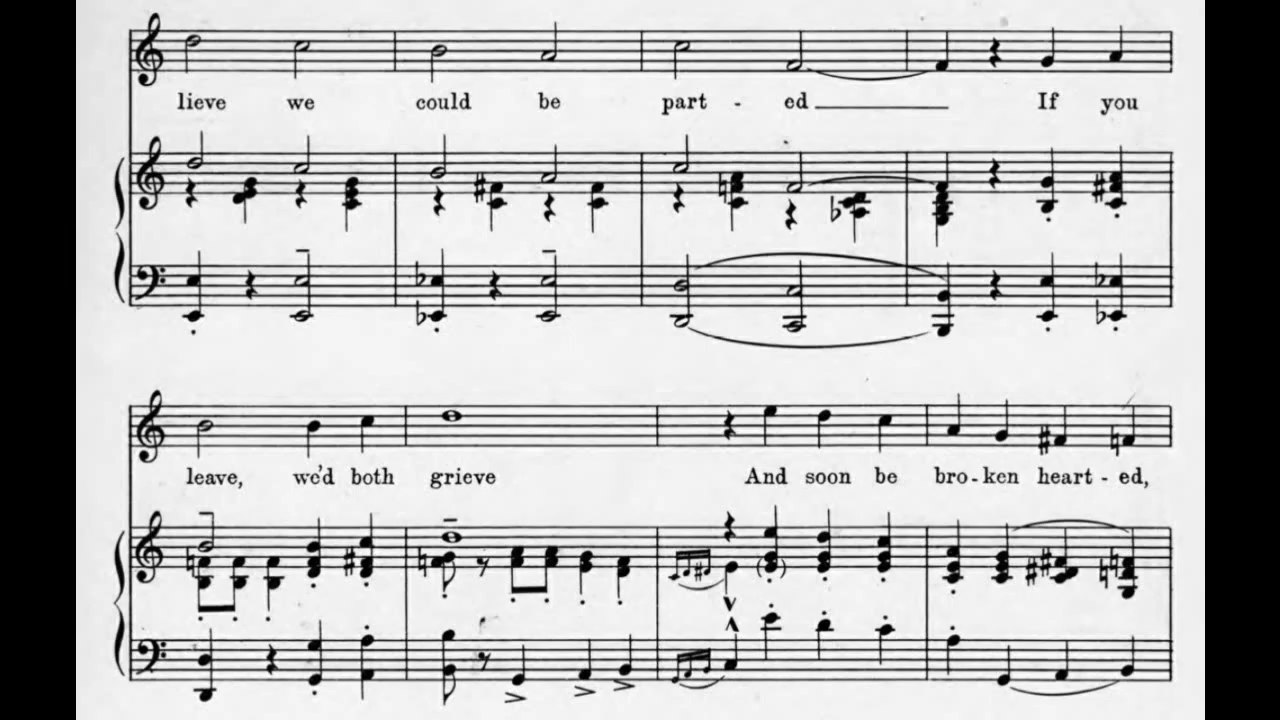 lieve we could be part - ed If you
leave, we'd both grieve And soon be bro - ken heart - ed,